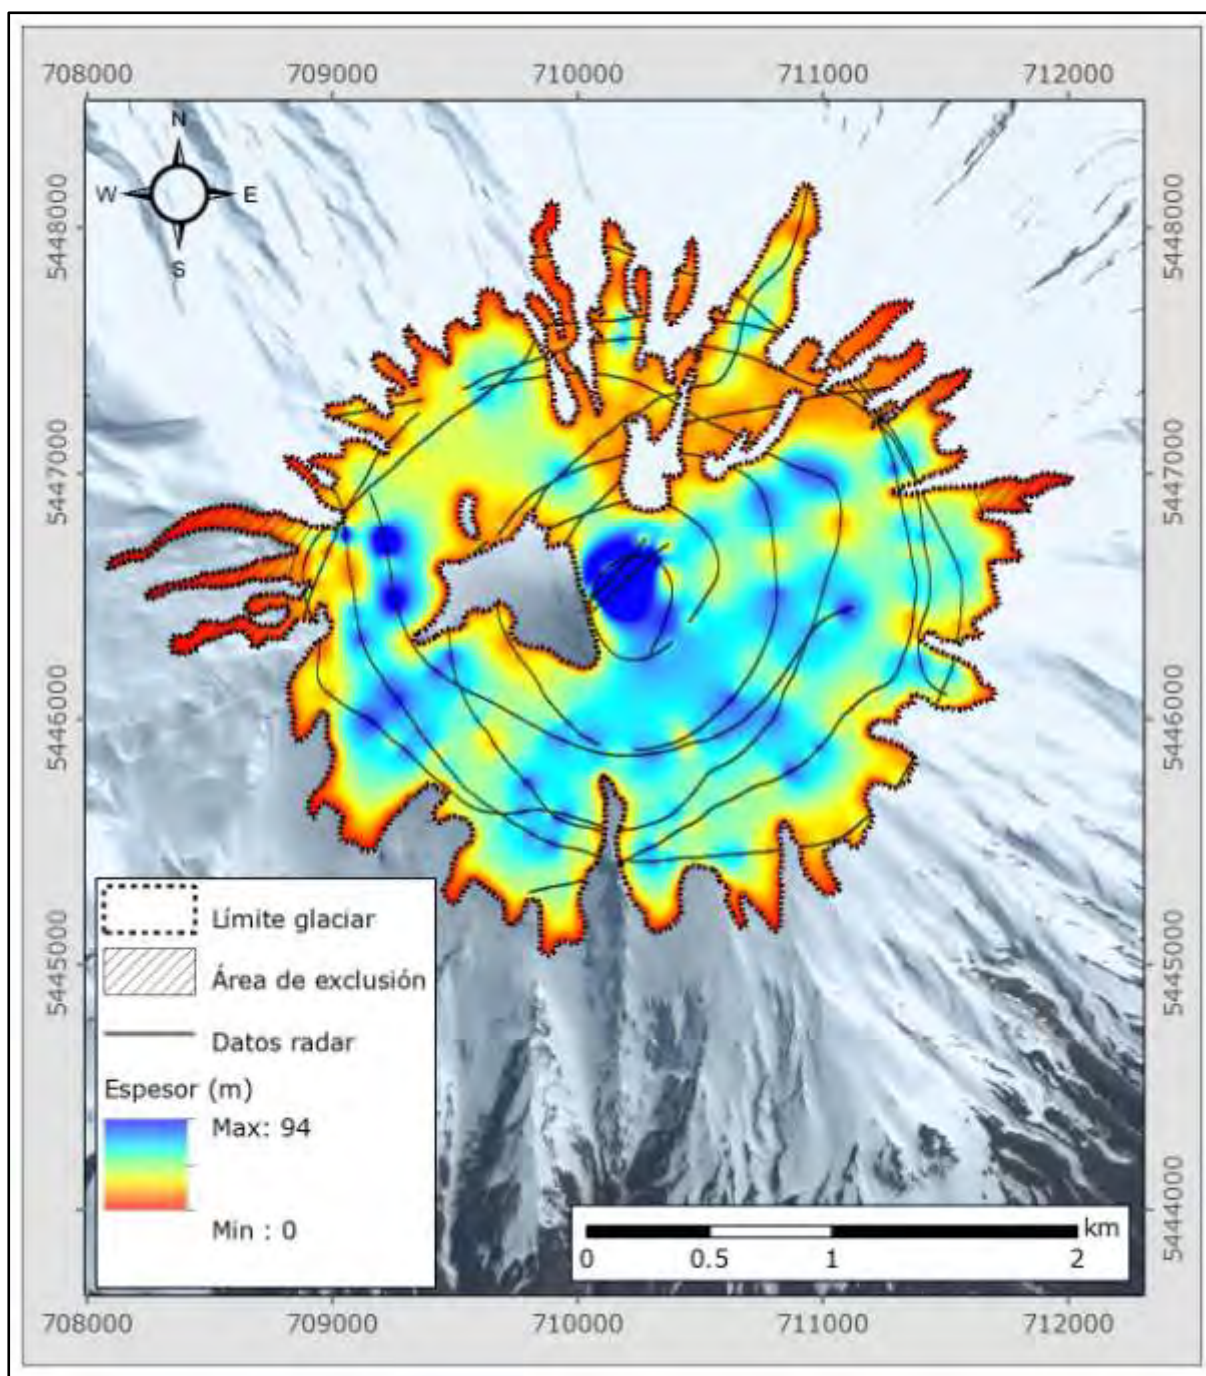 708000 709000 710000 711000 712000
N
W E
S
5448000 5448000
5447000 5447000
5446000 5446000
5445000 5445000
5444000
Límite glaciar
Área de exclusión
Datos radar
Espesor (m)
Max: 94
Min : 0
km
0 0.5 1 2
708000 709000 710000 711000 712000